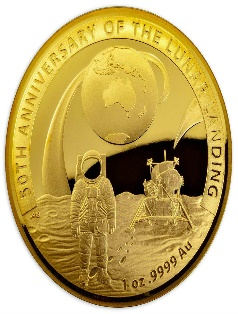 50TH ANNIVERSARY OF THE LUNAR LANDING
1 oz .9999 Au